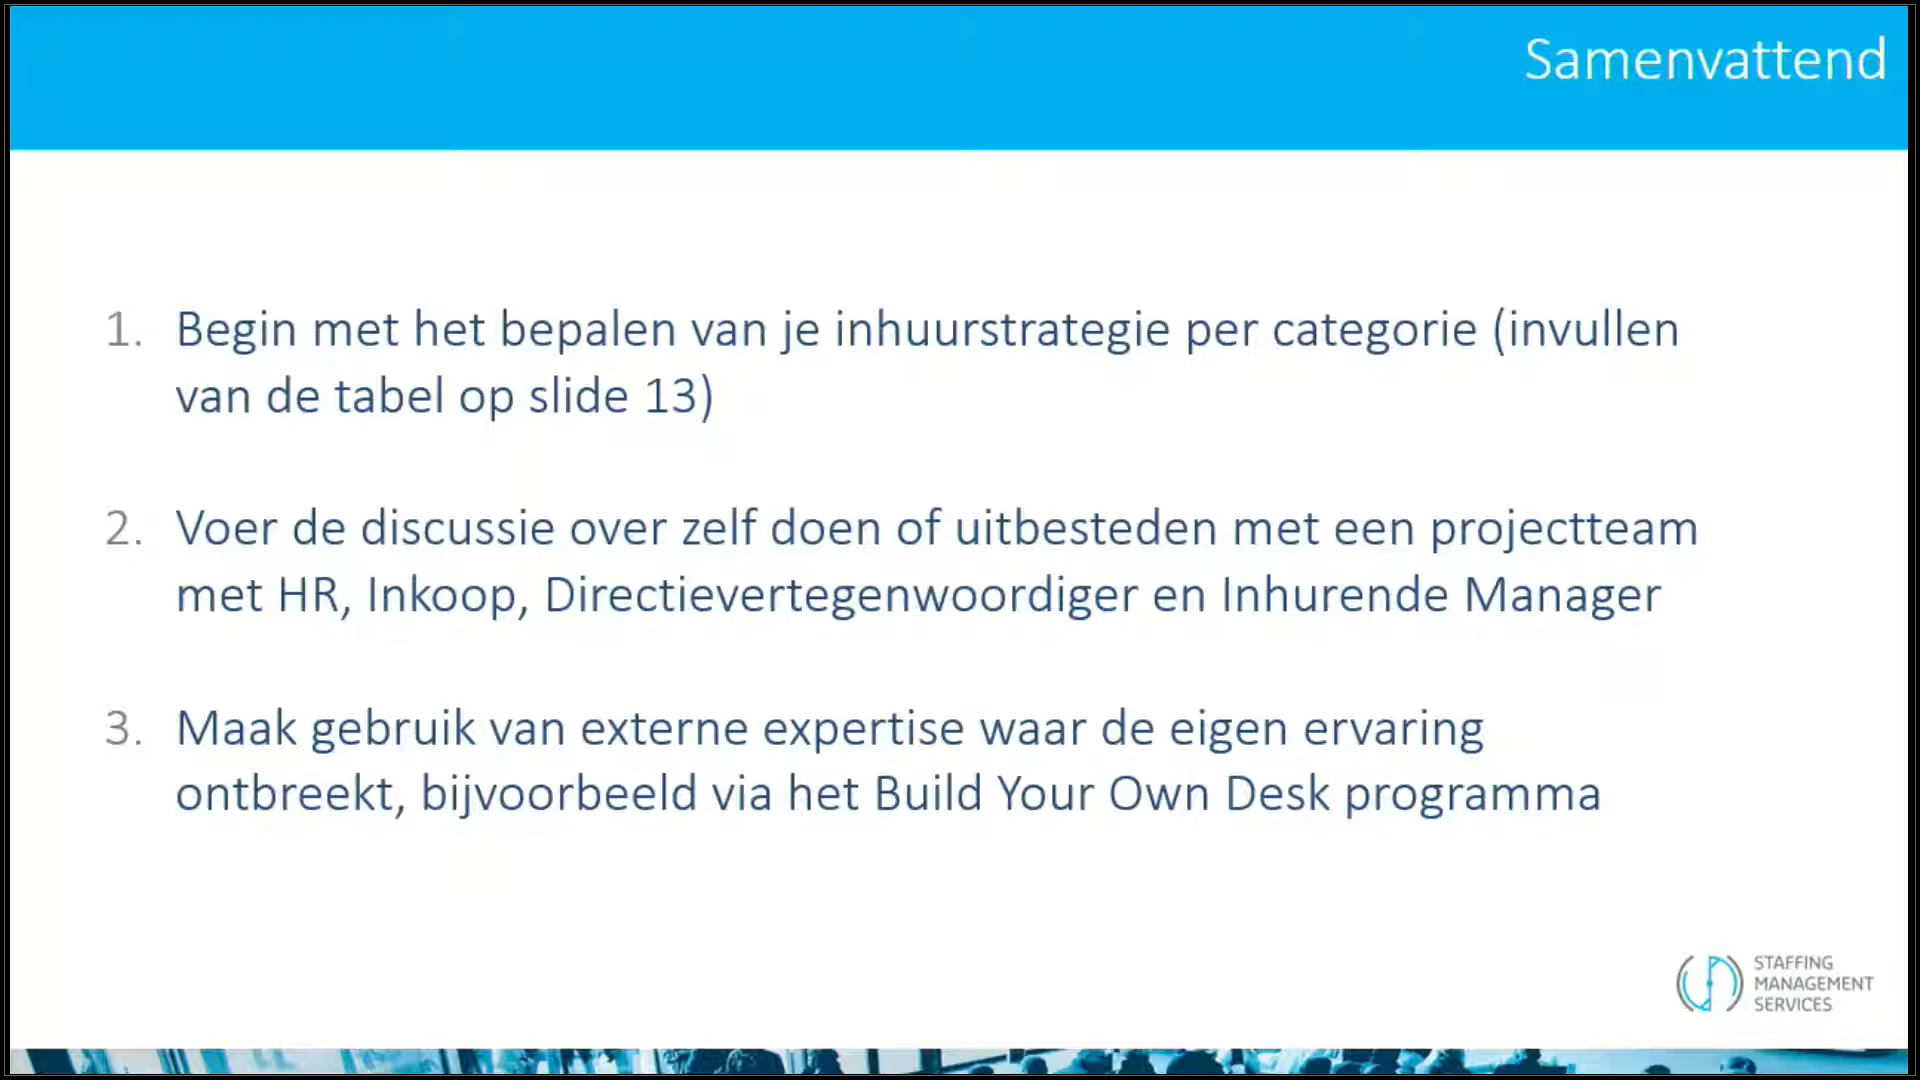 Samenvattend
1. Begin met het bepalen van je inhuurstrategie per categorie (invullen
van de tabel op slide 13)
2. Voer de discussie over zelf doen of uitbesteden met een projectteam
met HR, Inkoop, Directievertegenwoordiger en Inhurende Manager
3. Maak gebruik van externe expertise waar de eigen ervaring
ontbreekt, bijvoorbeeld via het Build Your Own Desk programma
STAFFING
MANAGEMENT
SERVICES